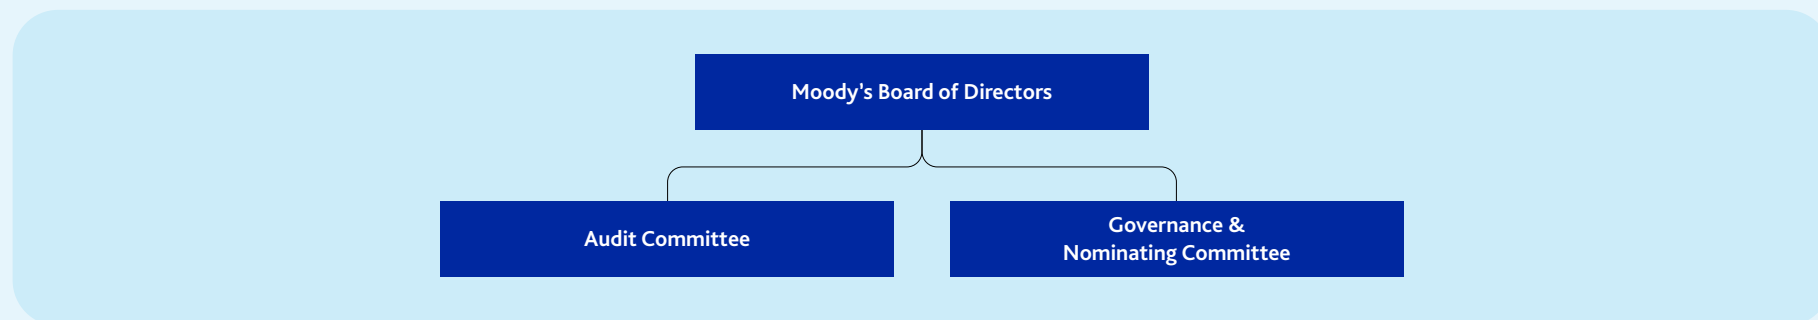 Moody's Board of Directors
Audit Committee
Governance &
Nominating Committee